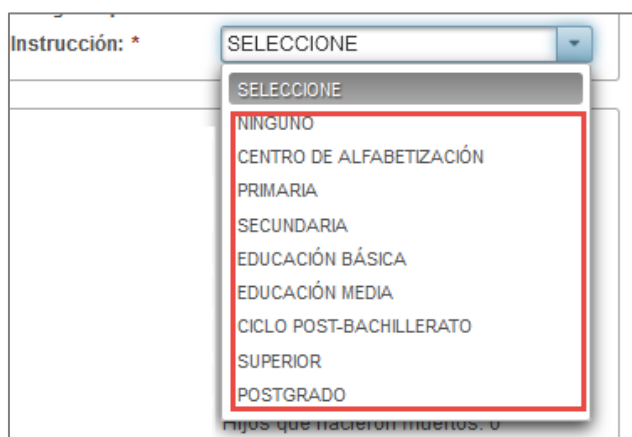 Instrucción: * SELECCIONE
SELECCIONE
NINGUNO
CENTRO DE ALFABETIZACIÓN
PRIMARIA
SECUNDARIA
EDUCACIÓN BÁSICA
EDUCACIÓN MEDIA
CICLO POST-BACHILLERATO
SUPERIOR
POSTGRADO
Hijos que nacieron muertos: 0